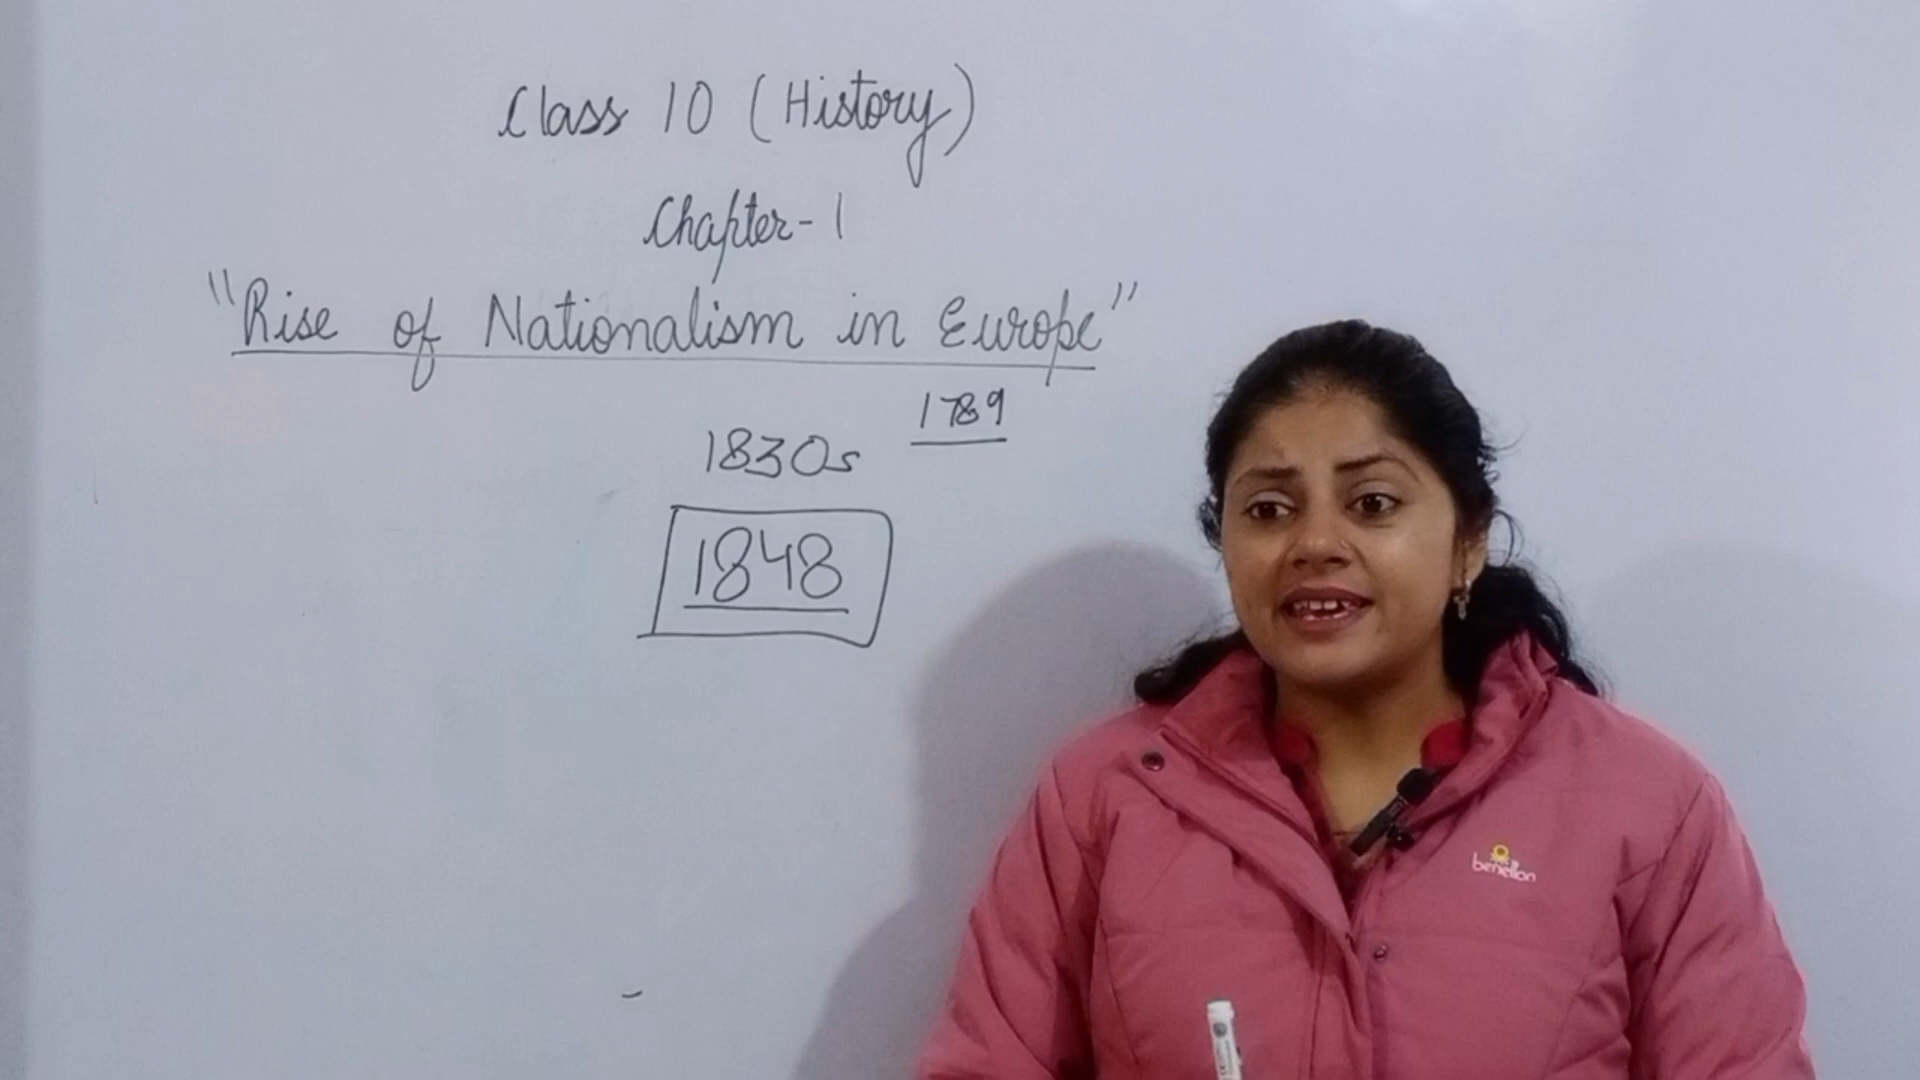 Class 10 (History)
Chapter-1
"Rise of Nationalism in Europe"
1789
1830s
1848
benetton